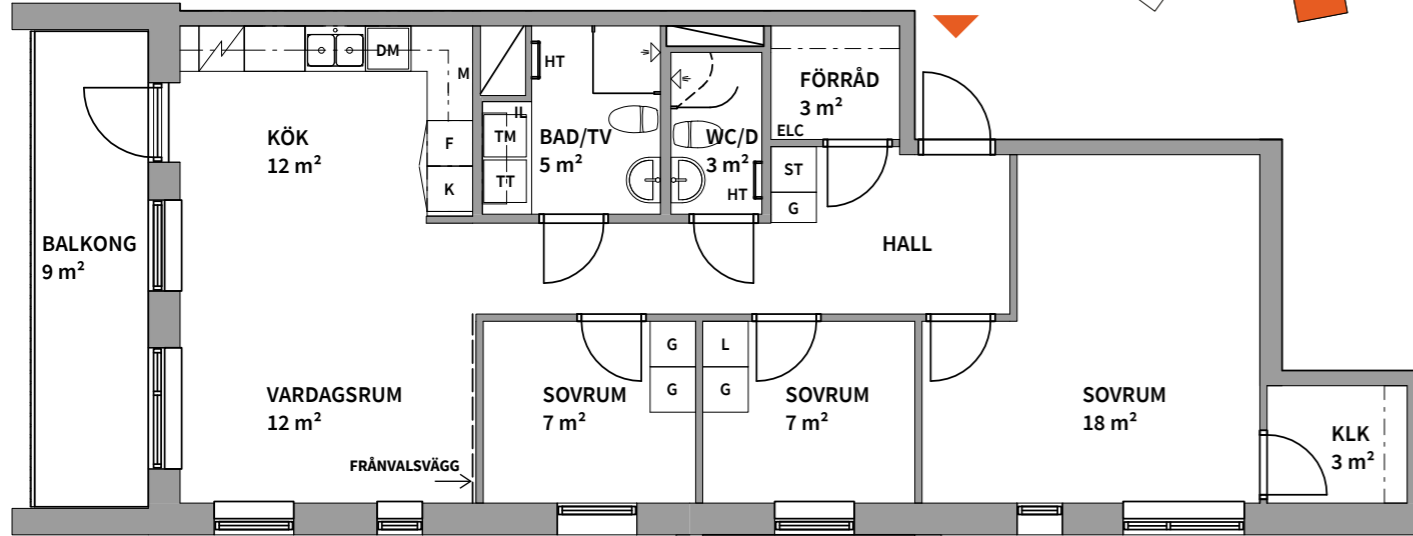 DM
M
HT
FÖRRÅD
3 m²
ELC
KÖK
12 m²
F
K
IL
TM
TT
BAD/TV
5 m²
WC/D
3 m²
HT
ST
G
BALKONG
9 m²
HALL
VARDAGSRUM
12 m²
FRÅNVALSVÄGG
SOVRUM
7 m²
G
G
L
G
SOVRUM
7 m²
SOVRUM
18 m²
KLK
3 m²